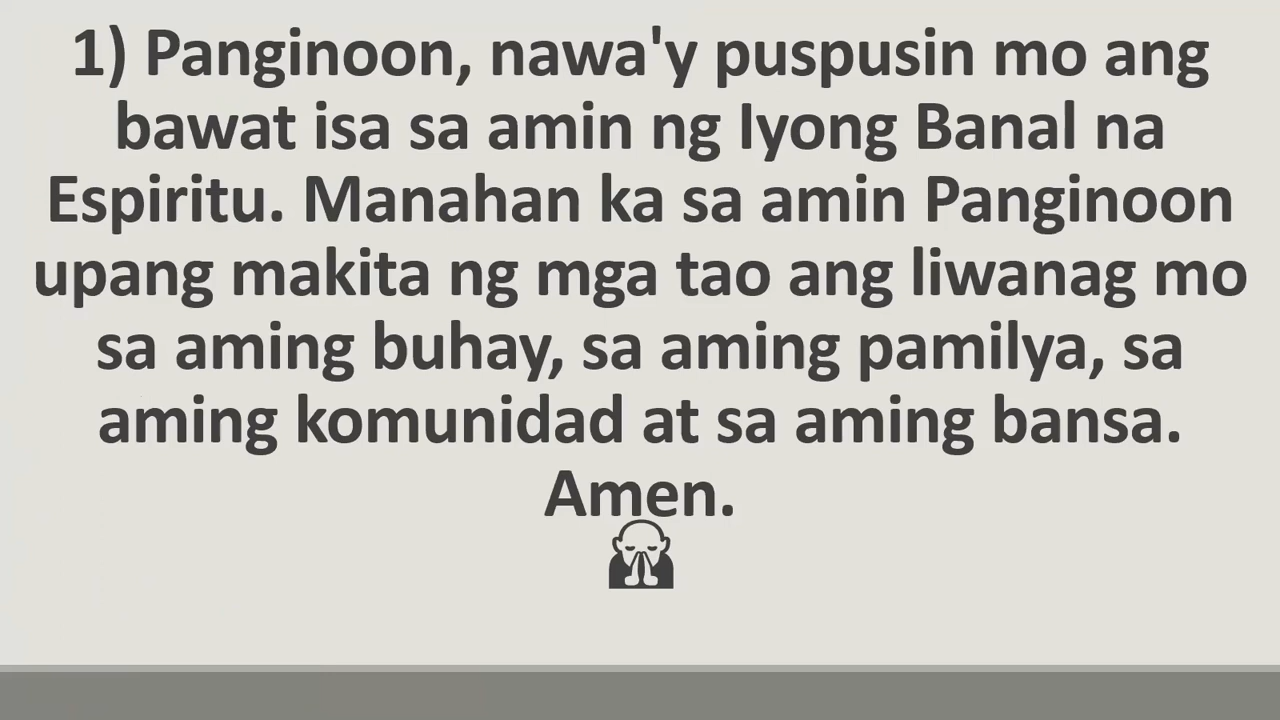 1) Panginoon, nawa'y puspusin mo ang
bawat isa sa amin ng Iyong Banal na
Espiritu. Manahan ka sa amin Panginoon
upang makita ng mga tao ang liwanag mo
sa aming buhay, sa aming pamilya, sa
aming komunidad at sa aming bansa.
Amen.